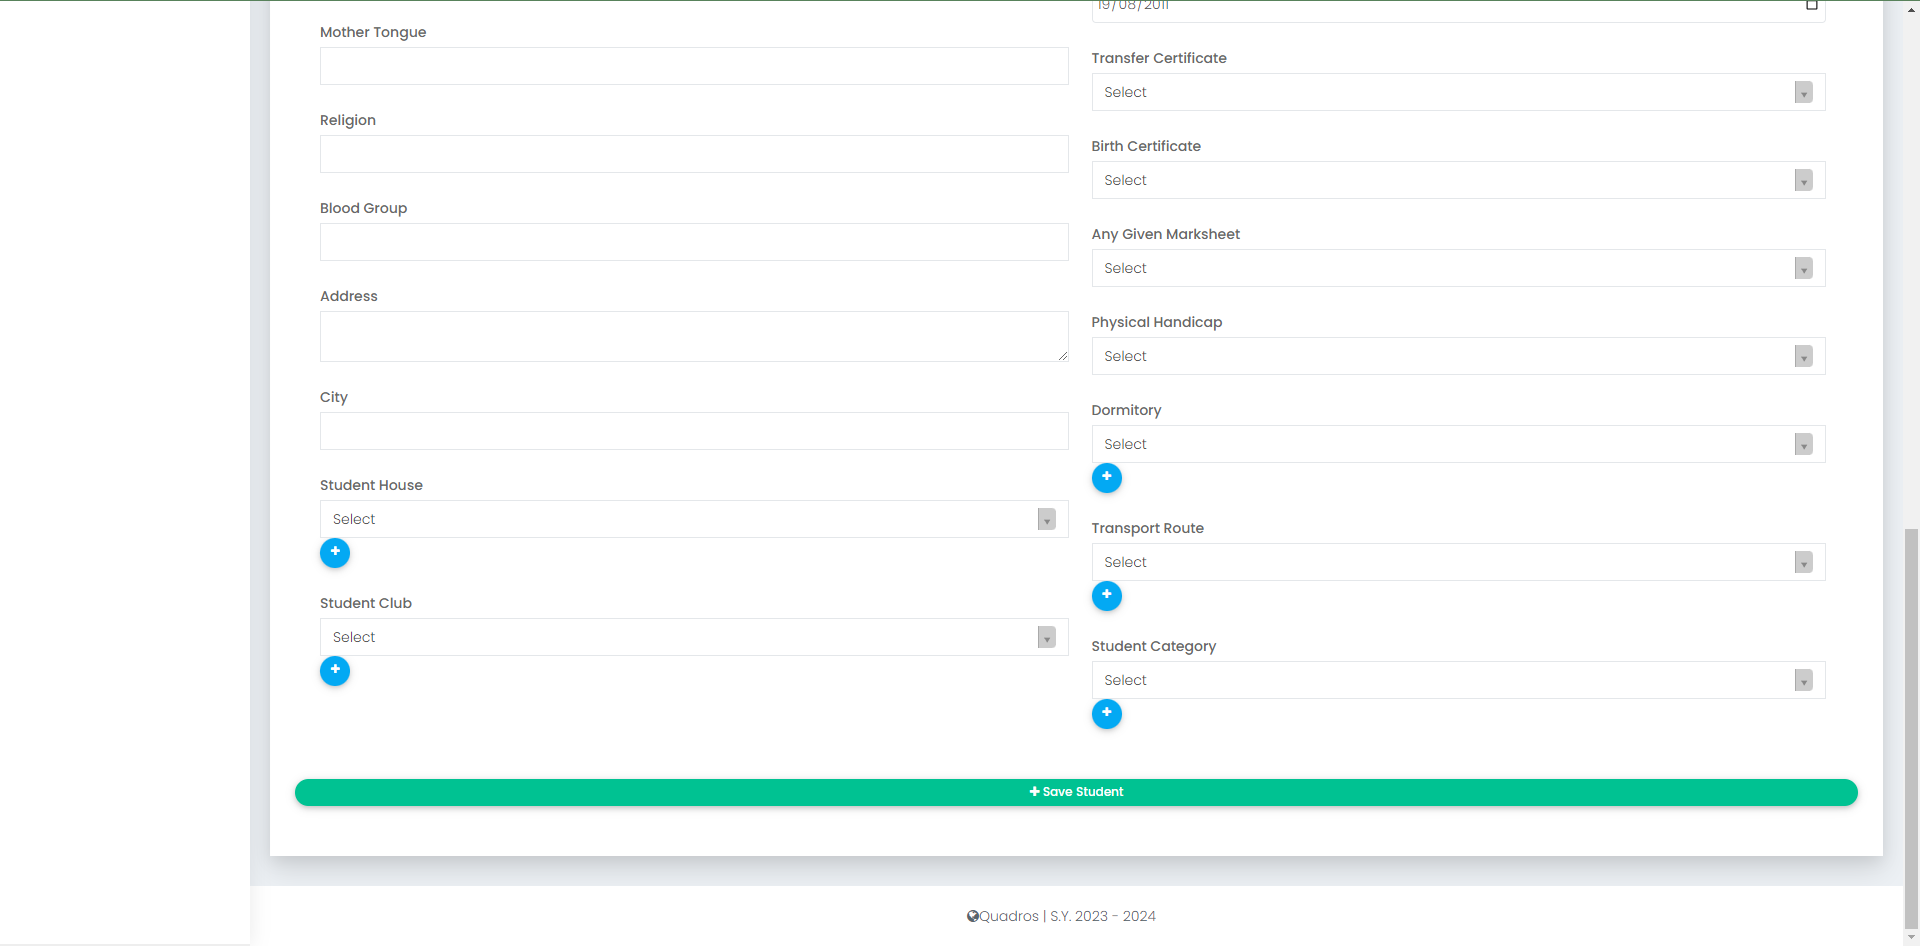 19/08/2011
Mother Tongue
Transfer Certificate
Select
Religion
Birth Certificate
Select
Blood Group
Any Given Marksheet
Select
Address
Physical Handicap
Select
City
Dormitory
Select
Student House
Select
Transport Route
Select
Student Club
Select
Student Category
Select
Save Student
Quadros | S.Y. 2023 - 2024